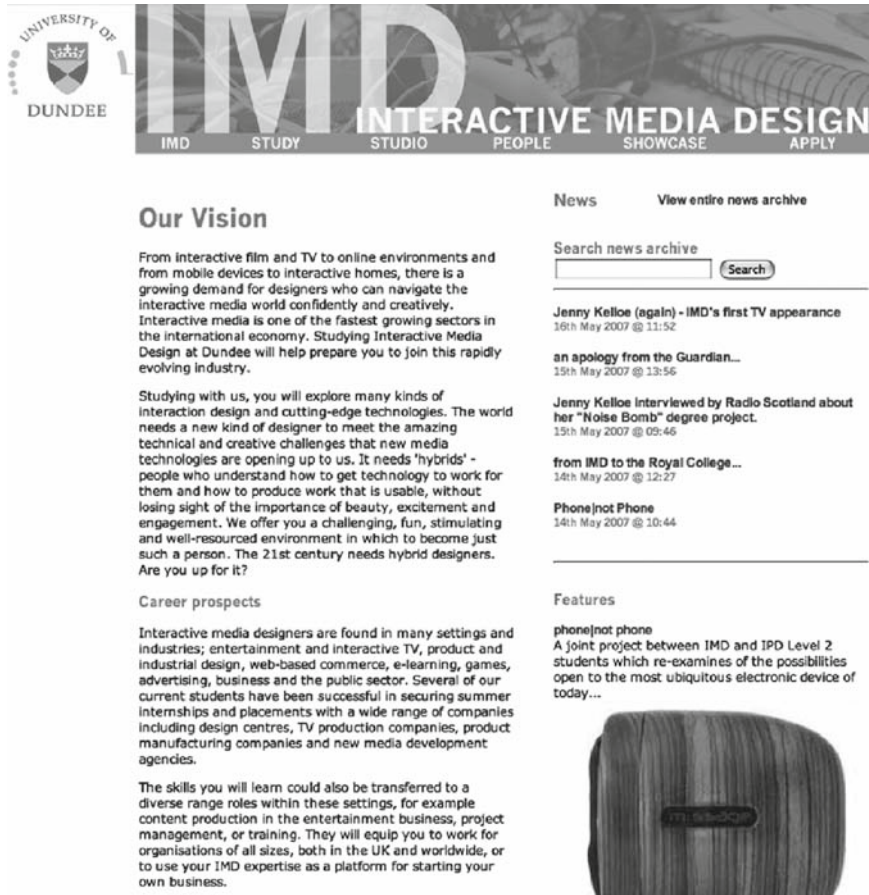 UNIVERSITY OF
DUNDEE
IMD
INTERACTIVE MEDIA DESIGN
IMD STUDY STUDIO PEOPLE SHOWCASE APPLY
Our Vision
From interactive film and TV to online environments and
from mobile devices to interactive homes, there is a
growing demand for designers who can navigate the
interactive media world confidently and creatively.
Interactive media is one of the fastest growing sectors in
the international economy. Studying Interactive Media
Design at Dundee will help prepare you to join this rapidly
evolving industry.
Studying with us, you will explore many kinds of
interaction design and cutting-edge technologies. The world
needs a new kind of designer to meet the amazing
technical and creative challenges that new media
technologies are opening up to us. It needs 'hybrids' -
people who understand how to get technology to work for
them and how to produce work that is usable, without
losing sight of the importance of beauty, excitement and
engagement. We offer you a challenging, fun, stimulating
and well-resourced environment in which to become just
such a person. The 21st century needs hybrid designers.
Are you up for it?
Career prospects
Interactive media designers are found in many settings and
industries; entertainment and interactive TV, product and
industrial design, web-based commerce, e-learning, games,
advertising, business and the public sector. Several of our
current students have been successful in securing summer
internships and placements with a wide range of companies
including design centres, TV production companies, product
manufacturing companies and new media development
agencies.
The skills you will learn could also be transferred to a
diverse range roles within these settings, for example
content production in the entertainment business, project
management, or training. They will equip you to work for
organisations of all sizes, both in the UK and worldwide, or
to use your IMD expertise as a platform for starting your
own business.
News View entire news archive
Search news archive
Search
Jenny Kelloe (again) - IMD's first TV appearance
16th May 2007 @ 11:52
an apology from the Guardian...
15th May 2007 @ 13:56
Jenny Kelloe interviewed by Radio Scotland about
her "Noise Bomb" degree project.
15th May 2007 @ 09:46
from IMD to the Royal College...
14th May 2007 @ 12:27
Phone|not Phone
14th May 2007 @ 10:44
Features
phone|not phone
A joint project between IMD and IPD Level 2
students which re-examines of the possibilities
open to the most ubiquitous electronic device of
today...